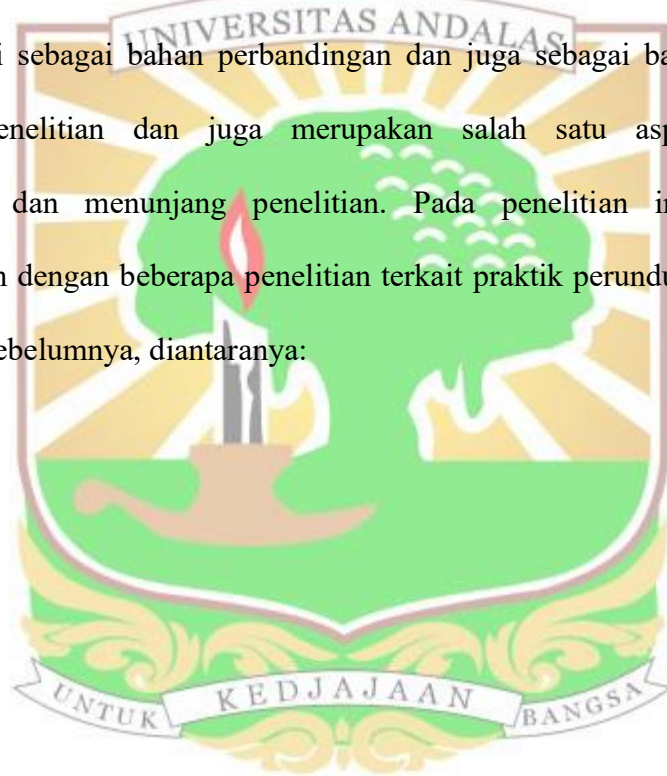 UNIVERSITAS ANDALAS
i sebagai bahan perbandingan dan juga sebagai ba
enelitian dan juga merupakan salah satu asp
dan menunjang penelitian. Pada penelitian in
n dengan beberapa penelitian terkait praktik perundu
ebelumnya, diantaranya:
UNTUK KEDJAJAAN BANGSA